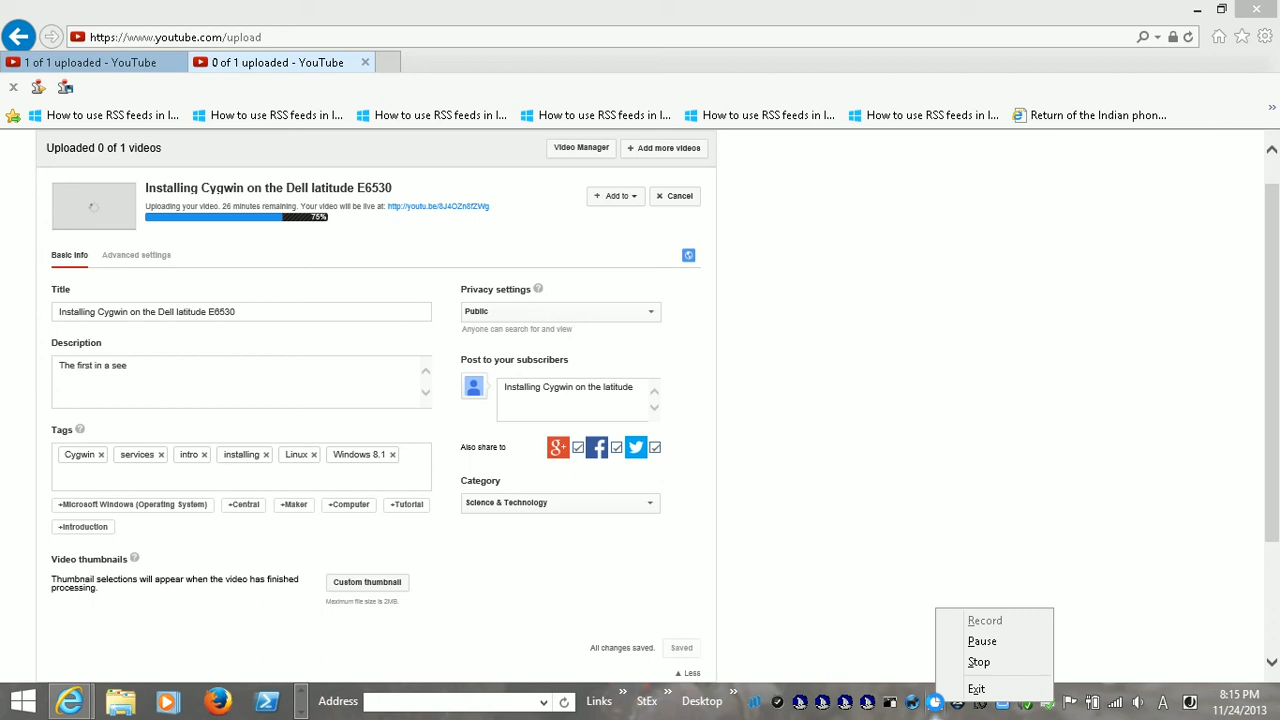 https://www.youtube.com/upload
1 of 1 uploaded - YouTube
0 of 1 uploaded - YouTube
How to use RSS feeds in I...
How to use RSS feeds in I...
How to use RSS feeds in I...
How to use RSS feeds in I...
How to use RSS feeds in I...
How to use RSS feeds in I...
Return of the Indian phon...
Uploaded 0 of 1 videos
Video Manager
+ Add more videos
Installing Cygwin on the Dell latitude E6530
Uploading your video. 26 minutes remaining. Your video will be live at: http://youtu.be/8J4OZn8fZWg
75%
+ Add to
× Cancel
Basic info
Advanced settings
Title
Installing Cygwin on the Dell latitude E6530
Description
The first in a see
Tags ?
Cygwin ×
services ×
intro ×
installing ×
Linux ×
Windows 8.1 ×
+Microsoft Windows (Operating System)
+Central
+Maker
+Computer
+Tutorial
+Introduction
Video thumbnails ?
Thumbnail selections will appear when the video has finished
processing.
Custom thumbnail
Maximum file size is 2MB.
Privacy settings ?
Public
Anyone can search for and view
Post to your subscribers
Installing Cygwin on the latitude
Also share to
Category
Science & Technology
All changes saved.
Saved
Less
Record
Pause
Stop
Exit
Address
Links
StEx
Desktop
8:15 PM
11/24/2013